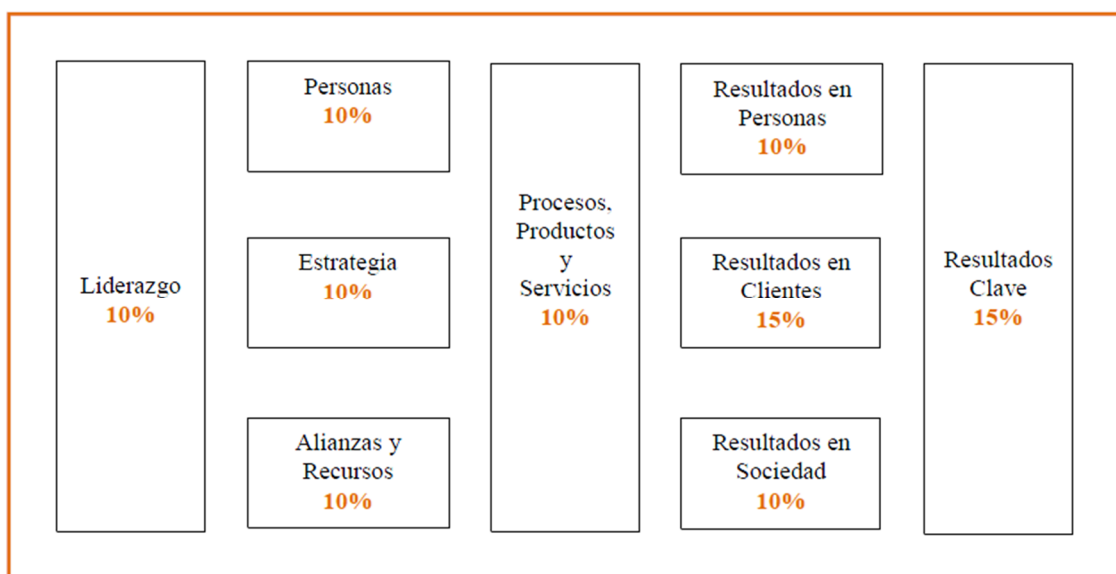 Liderazgo
10%
Personas
10%
Estrategia
10%
Alianzas y
Recursos
10%
Procesos,
Productos
y
Servicios
10%
Resultados en
Personas
10%
Resultados en
Clientes
15%
Resultados en
Sociedad
10%
Resultados
Clave
15%